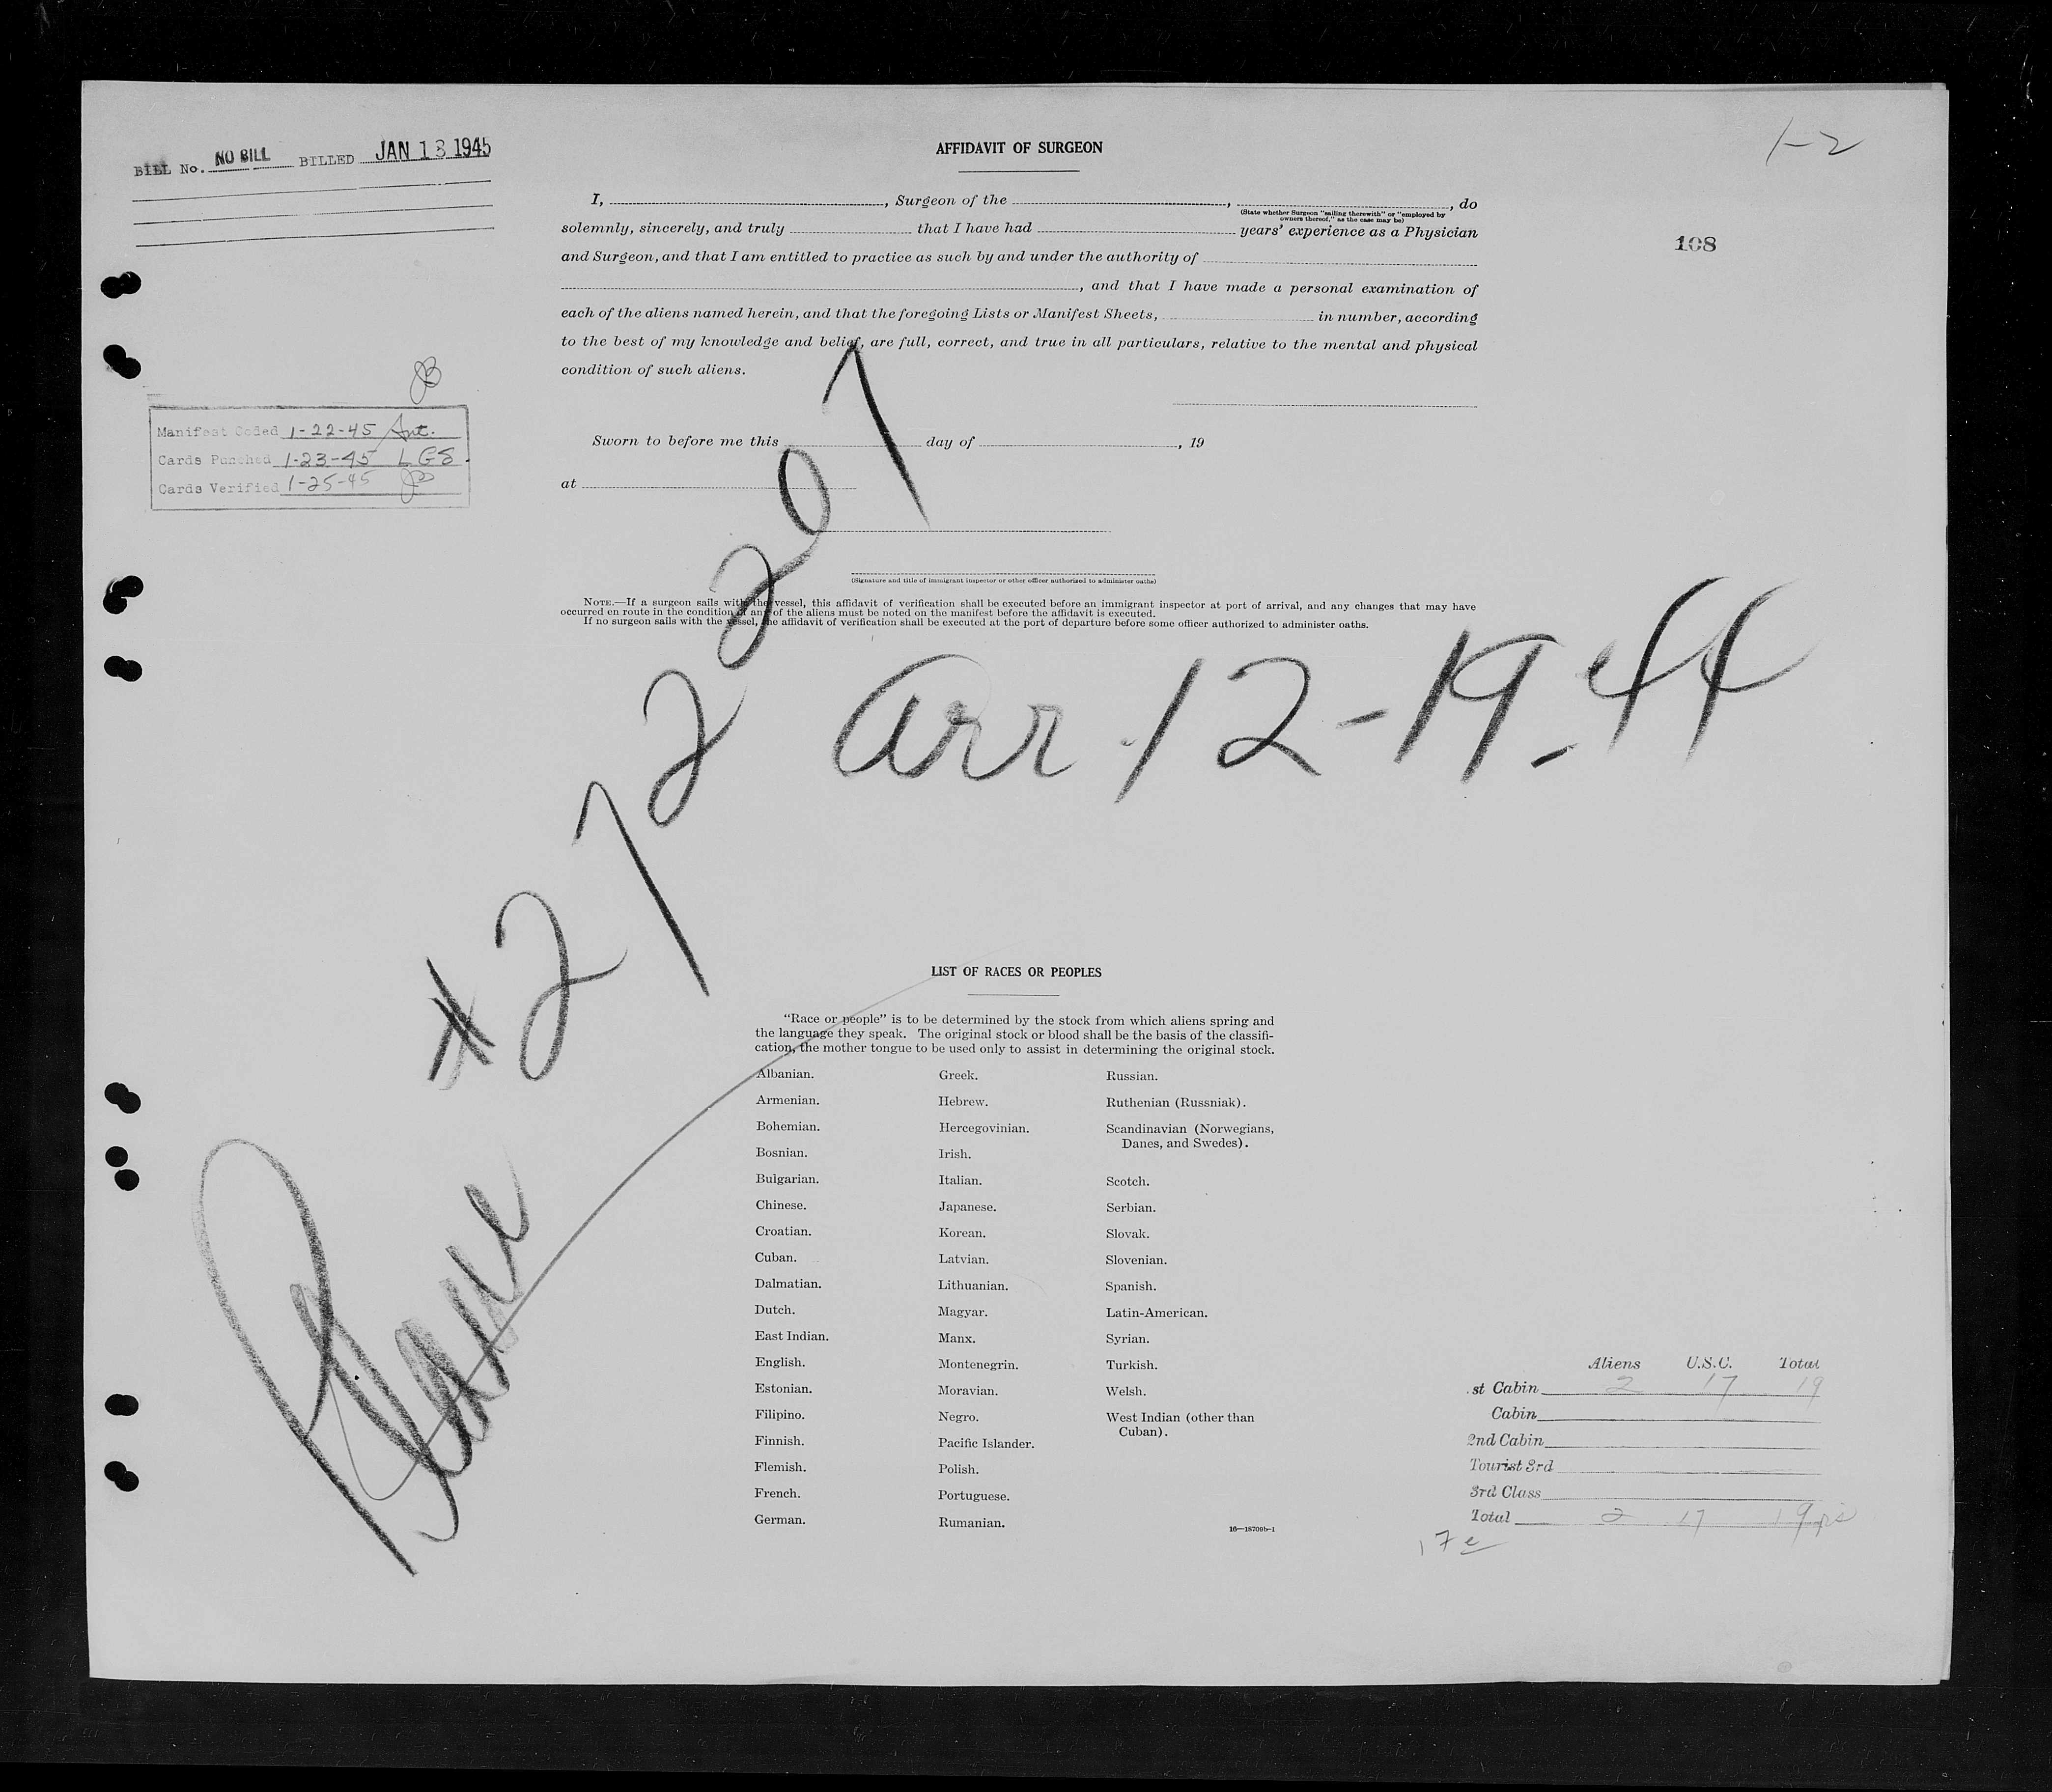 BILL No. NO BILL BILLED JAN 13 1945
1-2
108
AFFIDAVIT OF SURGEON
I, , Surgeon of the , , do
(State whether Surgeon "sailing therewith" or "employed by
owners thereof," as the case may be)
solemnly, sincerely, and truly that I have had years' experience as a Physician
and Surgeon, and that I am entitled to practice as such by and under the authority of
, and that I have made a personal examination of
each of the aliens named herein, and that the foregoing Lists or Manifest Sheets, in number, according
to the best of my knowledge and belief, are full, correct, and true in all particulars, relative to the mental and physical
condition of such aliens.
Manifest Coded 1-22-45 Ant.
Cards Punched 1-23-45 LGS.
Cards Verified 1-25-45
Sworn to before me this day of , 19
at
(Signature and title of immigrant inspector or other officer authorized to administer oaths)
NOTE.—If a surgeon sails with the vessel, this affidavit of verification shall be executed before an immigrant inspector at port of arrival, and any changes that may have
occurred en route in the condition of any of the aliens must be noted on the manifest before the affidavit is executed.
If no surgeon sails with the vessel, the affidavit of verification shall be executed at the port of departure before some officer authorized to administer oaths.
Plane #272207
arr 12-19-44
LIST OF RACES OR PEOPLES
"Race or people" is to be determined by the stock from which aliens spring and
the language they speak. The original stock or blood shall be the basis of the classifi-
cation, the mother tongue to be used only to assist in determining the original stock.
Albanian.
Armenian.
Bohemian.
Bosnian.
Bulgarian.
Chinese.
Croatian.
Cuban.
Dalmatian.
Dutch.
East Indian.
English.
Estonian.
Filipino.
Finnish.
Flemish.
French.
German.
Greek.
Hebrew.
Hercegovinian.
Irish.
Italian.
Japanese.
Korean.
Latvian.
Lithuanian.
Magyar.
Manx.
Montenegrin.
Moravian.
Negro.
Pacific Islander.
Polish.
Portuguese.
Rumanian.
Russian.
Ruthenian (Russniak).
Scandinavian (Norwegians,
Danes, and Swedes).
Scotch.
Serbian.
Slovak.
Slovenian.
Spanish.
Latin-American.
Syrian.
Turkish.
Welsh.
West Indian (other than
Cuban).
16—18709b-1
Aliens U.S.C. Total
st Cabin 2 17 19
Cabin
2nd Cabin
Tourist 3rd
3rd Class
Total 2 17 19
17 e